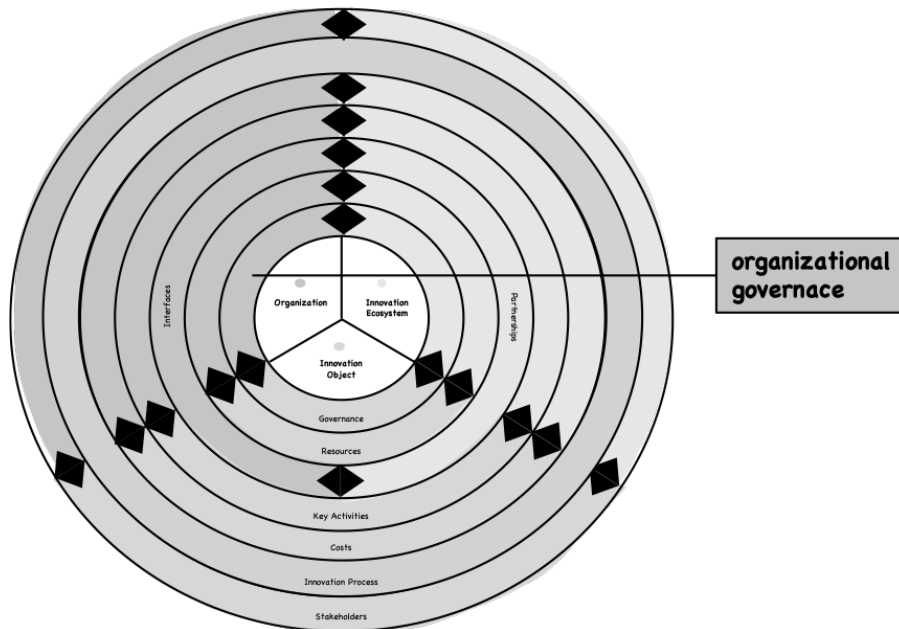 organizational
governace
Organization
Innovation
Ecosystem
Interfaces
Partnerships
Innovation
Object
Governance
Resources
Key Activities
Costs
Innovation Process
Stakeholders